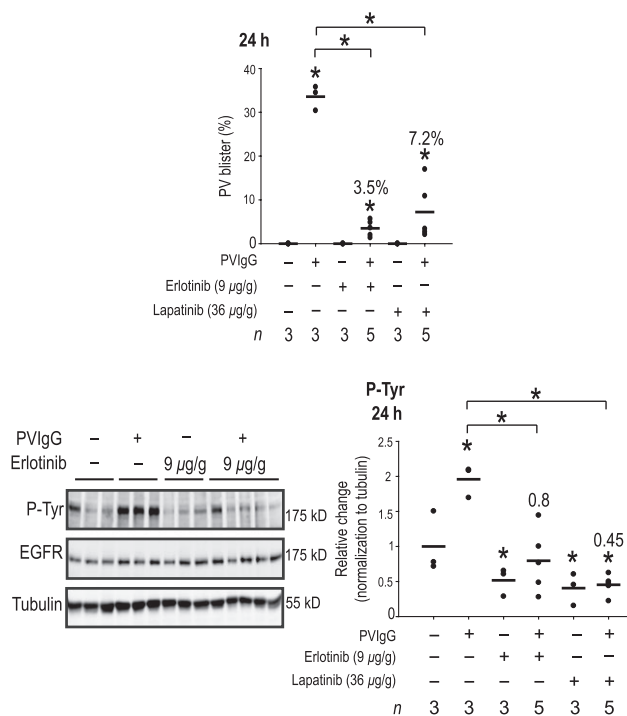 *
24 h
*
40
*
30
7.2%
20
*
PV blister (%)
3.5%
10
*
0
PVIgG – + – + – +
Erlotinib (9 µg/g) – – + + – –
Lapatinib (36 µg/g) – – – – + +
n 3 3 3 5 3 5
PVIgG – + – +
Erlotinib – – 9 µg/g 9 µg/g
P-Tyr 175 kD
EGFR 175 kD
Tubulin 55 kD
P-Tyr
24 h
*
*
2.5
*
2
0.8
1.5
Relative change
(normalization to tubulin)
1
* * 0.45
*
0.5
0
PVIgG – + – + – +
Erlotinib (9 µg/g) – – + + – –
Lapatinib (36 µg/g) – – – – + +
n 3 3 3 5 3 5